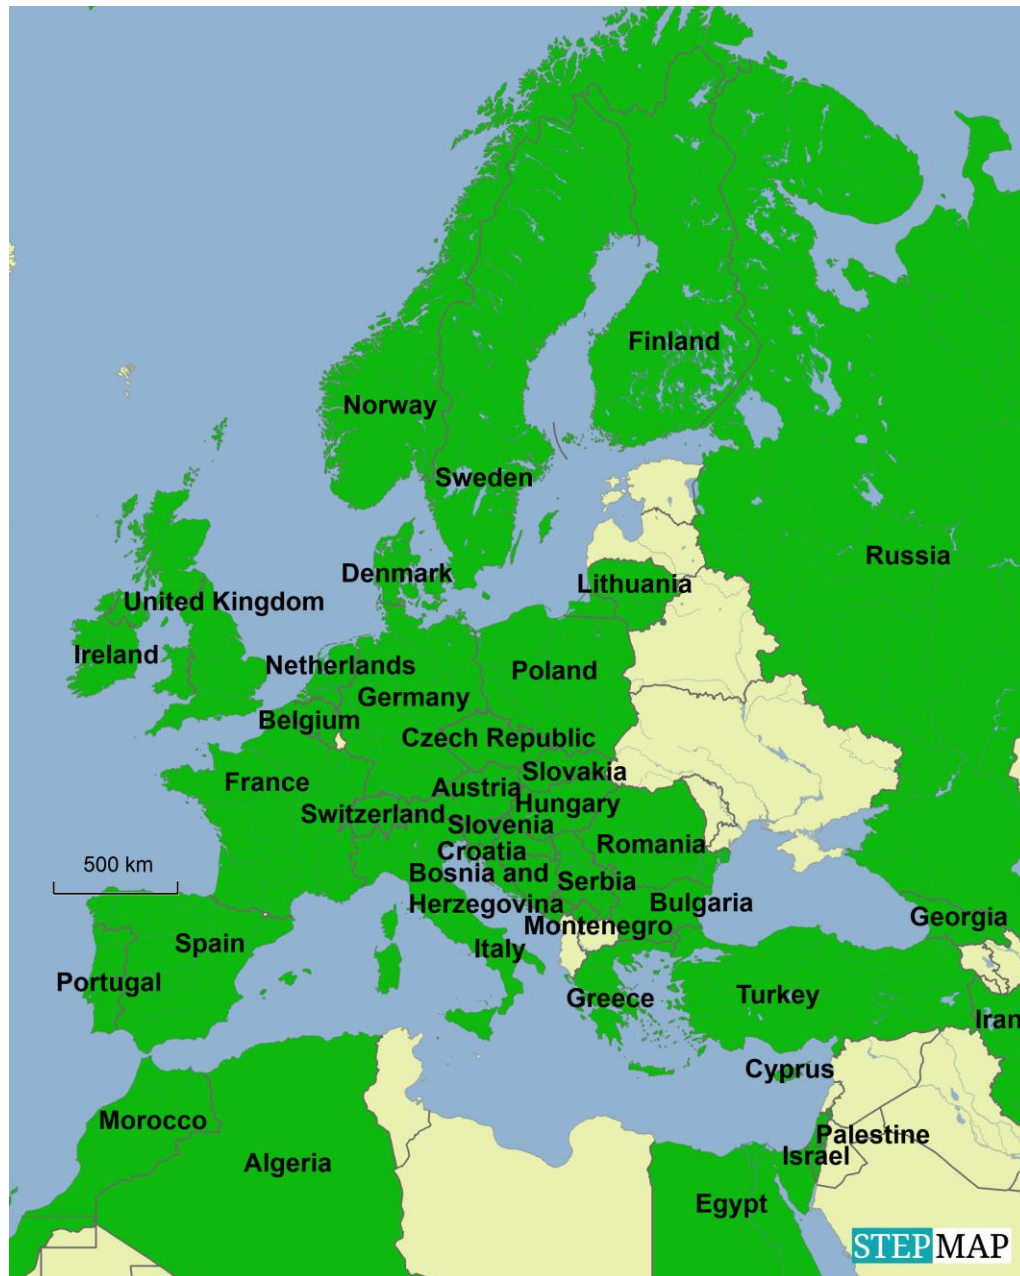 Finland
Norway
Sweden
Russia
Denmark
Lithuania
United Kingdom
Ireland
Netherlands
Poland
Germany
Belgium
Czech Republic
Slovakia
France
Austria
Hungary
Switzerland
Slovenia
Romania
Croatia
500 km
Bosnia and
Herzegovina
Serbia
Bulgaria
Georgia
Montenegro
Spain
Italy
Portugal
Greece
Turkey
Iran
Cyprus
Morocco
Palestine
Israel
Algeria
Egypt
STEPMAP